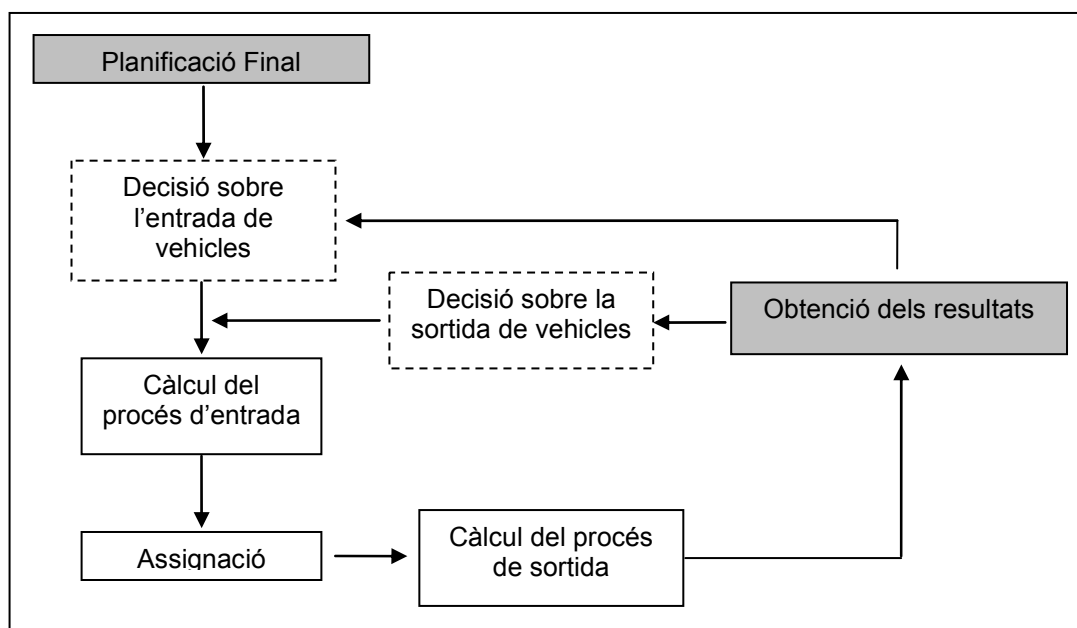 Planificació Final
Decisió sobre
l'entrada de
vehicles
Decisió sobre la
sortida de vehicles
Obtenció dels resultats
Càlcul del
procés d'entrada
Assignació
Càlcul del procés
de sortida